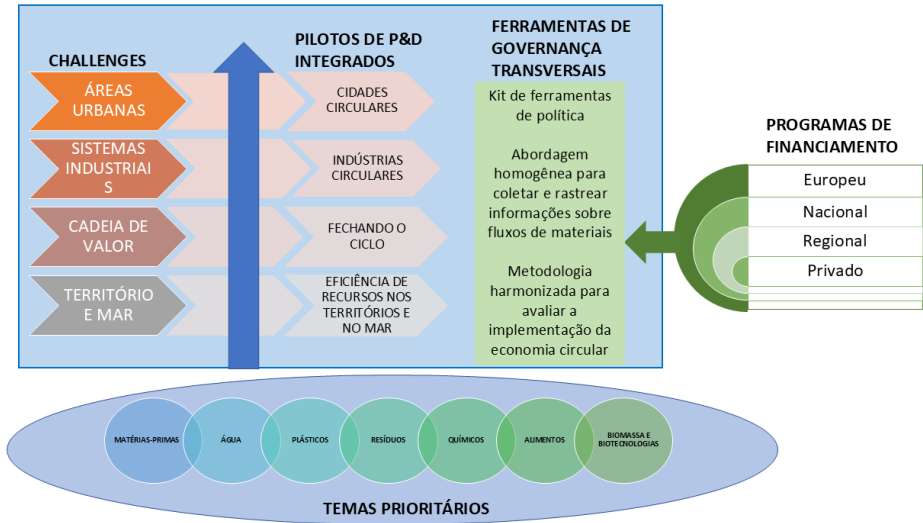 CHALLENGES
ÁREAS
URBANAS
SISTEMAS
INDUSTRIAI
S
CADEIA DE
VALOR
TERRITÓRIO
E MAR
PILOTOS DE P&D
INTEGRADOS
CIDADES
CIRCULARES
INDÚSTRIAS
CIRCULARES
FECHANDO O
CICLO
EFICIÊNCIA DE
RECURSOS NOS
TERRITÓRIOS E
NO MAR
FERRAMENTAS DE
GOVERNANÇA
TRANSVERSAIS
Kit de ferramentas
de política
Abordagem
homogênea para
coletar e rastrear
informações sobre
fluxos de materiais
Metodologia
harmonizada para
avaliar a
implementação da
economia circular
PROGRAMAS DE
FINANCIAMENTO
Europeu
Nacional
Regional
Privado
MATÉRIAS-PRIMAS
ÁGUA
PLÁSTICOS
RESÍDUOS
QUÍMICOS
ALIMENTOS
BIOMASSA E
BIOTECNOLOGIAS
TEMAS PRIORITÁRIOS